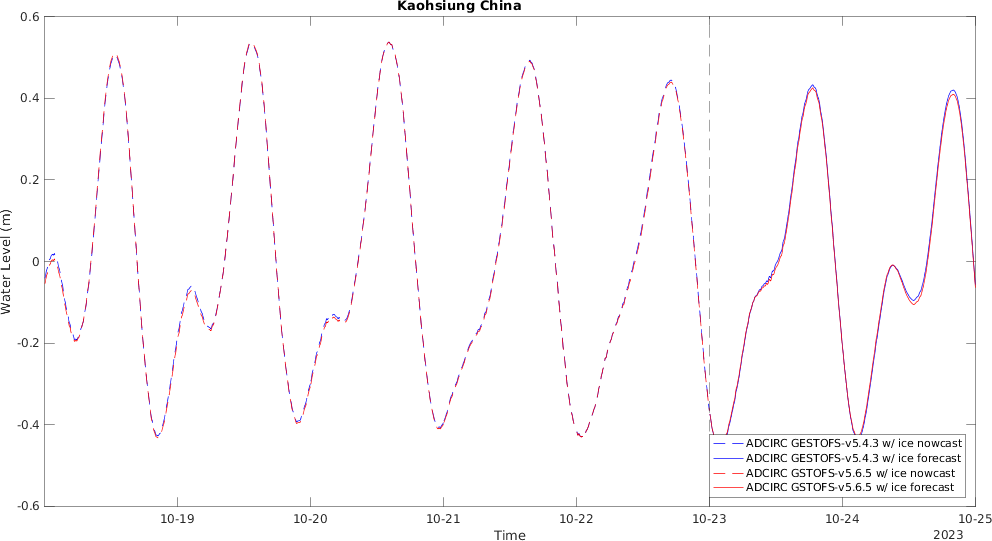 Kaohsiung China
0.6
0.4
0.2
0
-0.2
-0.4
-0.6
Water Level (m)
ADCIRC GESTOFS-v5.4.3 w/ ice nowcast
ADCIRC GESTOFS-v5.4.3 w/ ice forecast
ADCIRC GSTOFS-v5.6.5 w/ ice nowcast
ADCIRC GSTOFS-v5.6.5 w/ ice forecast
10-19 10-20 10-21 10-22 10-23 10-24 10-25
Time
2023